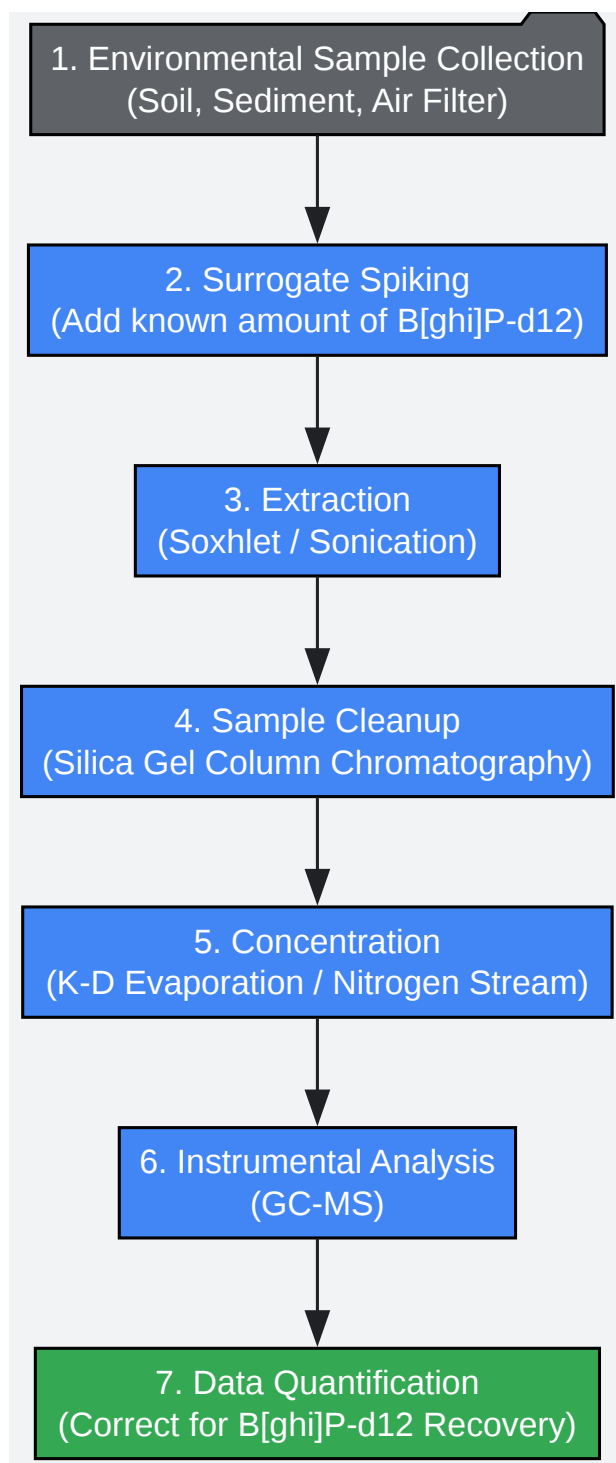 1. Environmental Sample Collection
(Soil, Sediment, Air Filter)
2. Surrogate Spiking
(Add known amount of B[ghi]P-d12)
3. Extraction
(Soxhlet / Sonication)
4. Sample Cleanup
(Silica Gel Column Chromatography)
5. Concentration
(K-D Evaporation / Nitrogen Stream)
6. Instrumental Analysis
(GC-MS)
7. Data Quantification
(Correct for B[ghi]P-d12 Recovery)